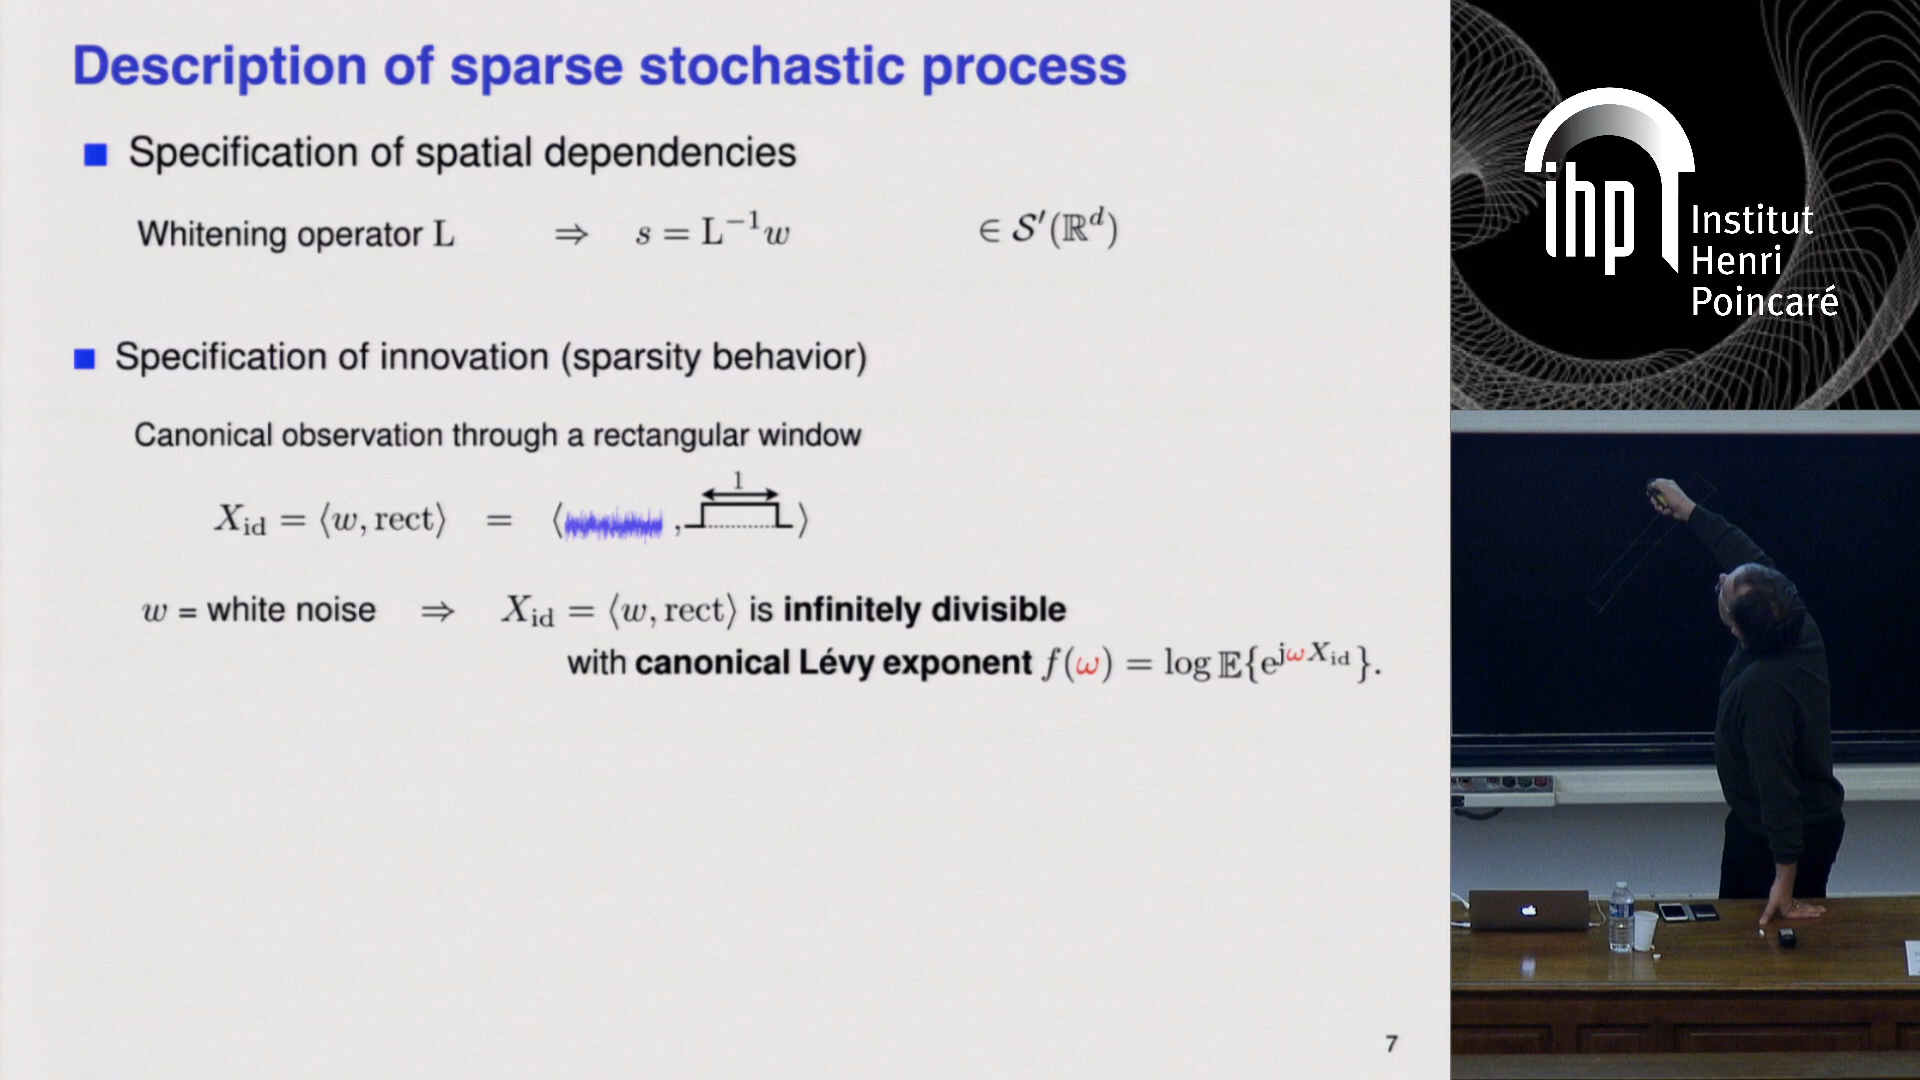 Description of sparse stochastic process
Specification of spatial dependencies
Whitening operator L ⇒ s = L⁻¹w ∈ 𝒮′(ℝᵈ)
Specification of innovation (sparsity behavior)
Canonical observation through a rectangular window
1
X_id = ⟨w, rect⟩ = ⟨ , ⟩
w = white noise ⇒ X_id = ⟨w, rect⟩ is infinitely divisible
with canonical Lévy exponent f(ω) = log 𝔼{e^{jωX_id}}.
7
ihp
Institut
Henri
Poincaré